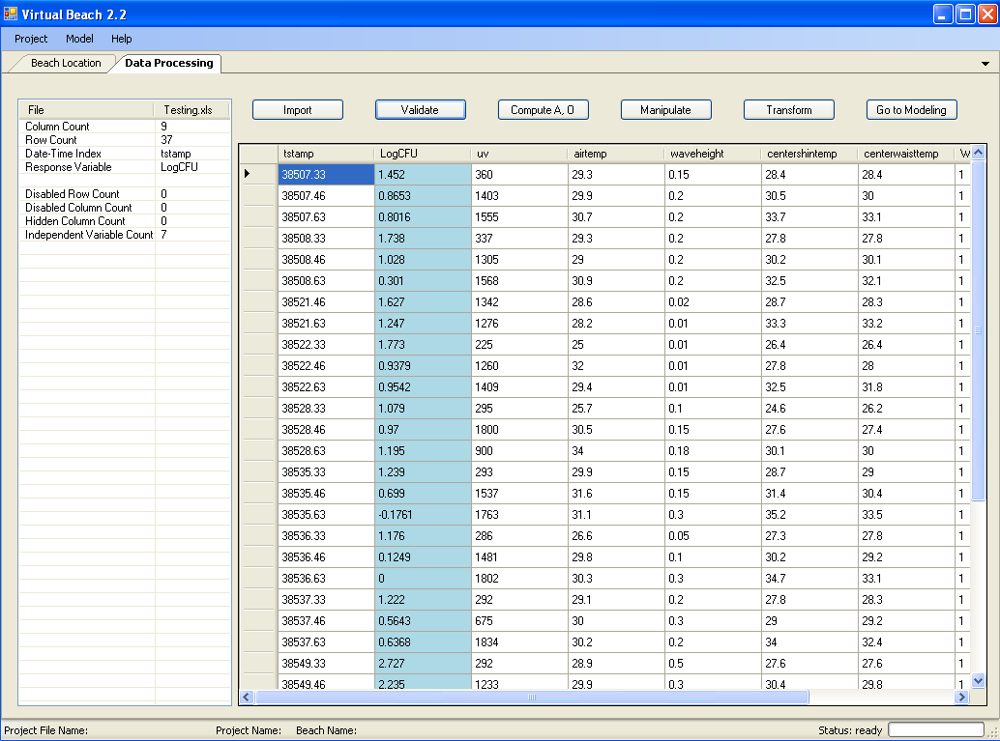 Virtual Beach 2.2
Project Model Help
Beach Location Data Processing
File Testing.xls
Column Count 9
Row Count 37
Date-Time Index tstamp
Response Variable LogCFU
Disabled Row Count 0
Disabled Column Count 0
Hidden Column Count 0
Independent Variable Count 7
Import Validate Compute A, O Manipulate Transform Go to Modeling
tstamp LogCFU uv airtemp waveheight centershintemp centerwaisttemp W
38507.33 1.452 360 29.3 0.15 28.4 28.4 1
38507.46 0.8653 1403 29.9 0.2 30.5 30 1
38507.63 0.8016 1555 30.7 0.2 33.7 33.1 1
38508.33 1.738 337 29.3 0.2 27.8 27.8 1
38508.46 1.028 1305 29 0.2 30.2 30.1 1
38508.63 0.301 1568 30.9 0.2 32.5 32.1 1
38521.46 1.627 1342 28.6 0.02 28.7 28.3 1
38521.63 1.247 1276 28.2 0.01 33.3 33.2 1
38522.33 1.773 225 25 0.01 26.4 26.4 1
38522.46 0.9379 1260 32 0.01 27.8 28 1
38522.63 0.9542 1409 29.4 0.01 32.5 31.8 1
38528.33 1.079 295 25.7 0.1 24.6 26.2 1
38528.46 0.97 1800 30.5 0.15 27.6 27.4 1
38528.63 1.195 900 34 0.18 30.1 30 1
38535.33 1.239 293 29.9 0.15 28.7 29 1
38535.46 0.699 1537 31.6 0.15 31.4 30.4 1
38535.63 -0.1761 1763 31.1 0.3 35.2 33.5 1
38536.33 1.176 286 26.6 0.05 27.3 27.8 1
38536.46 0.1249 1481 29.8 0.1 30.2 29.2 1
38536.63 0 1802 30.3 0.3 34.7 33.1 1
38537.33 1.222 292 29.1 0.2 27.8 28.3 1
38537.46 0.5643 675 30 0.3 29 29.2 1
38537.63 0.6368 1834 30.2 0.2 34 32.4 1
38549.33 2.727 292 28.9 0.5 27.6 27.6 1
38549.46 2.235 1233 29.9 0.3 30.4 29.8 1
Project File Name: Project Name: Beach Name: Status: ready